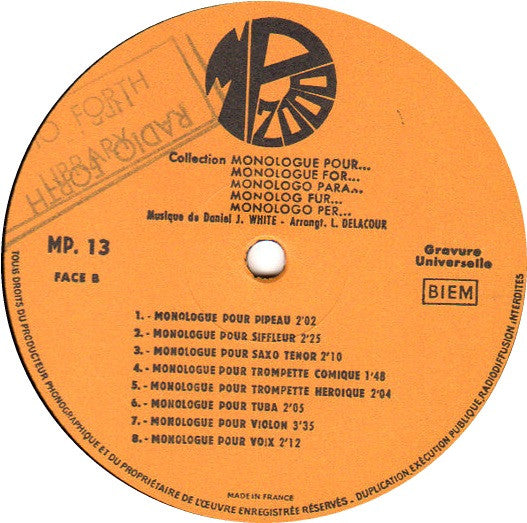 MP 2000
RADIO FORTH
LIBRARY
RADIO FORTH
Collection MONOLOGUE POUR...
MONOLOGUE FOR...
MONOLOGO PARA...
MONOLOG FUR...
MONOLOGO PER...
Musique de Daniel J. WHITE - Arrangt. L. DELACOUR
MP. 13
FACE B
Gravure
Universelle
BIEM
1. - MONOLOGUE POUR PIPEAU 2'02
2. - MONOLOGUE POUR SIFFLEUR 2'25
3. - MONOLOGUE POUR SAXO TENOR 2'10
4. - MONOLOGUE POUR TROMPETTE COMIQUE 1'48
5. - MONOLOGUE POUR TROMPETTE HEROIQUE 2'04
6. - MONOLOGUE POUR TUBA 2'05
7. - MONOLOGUE POUR VIOLON 3'35
8. - MONOLOGUE POUR VOIX 2'12
TOUS DROITS DU PRODUCTEUR PHONOGRAPHIQUE ET DU PROPRIÉTAIRE DE L'ŒUVRE ENREGISTRÉE RÉSERVÉS - DUPLICATION, EXÉCUTION PUBLIQUE, RADIODIFFUSION INTERDITES
MADE IN FRANCE